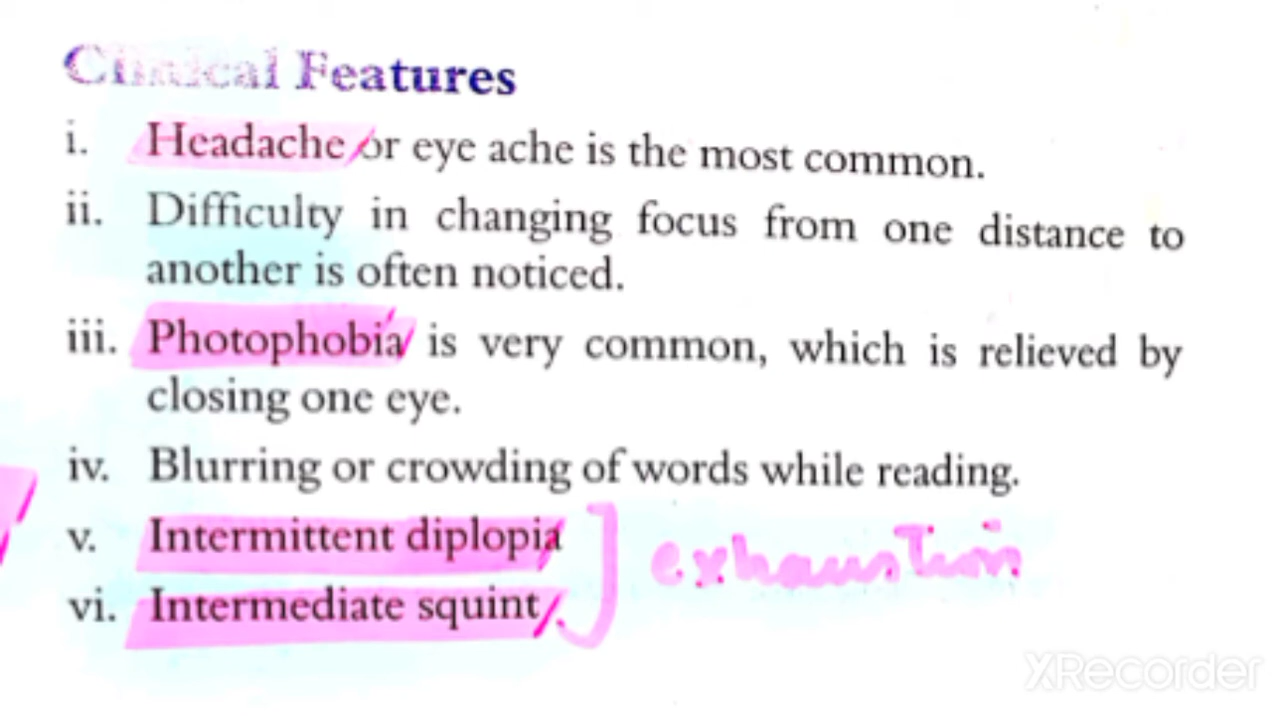 Clinical Features
i. Headache or eye ache is the most common.
ii. Difficulty in changing focus from one distance to
another is often noticed.
iii. Photophobia is very common, which is relieved by
closing one eye.
iv. Blurring or crowding of words while reading.
v. Intermittent diplopia
vi. Intermediate squint
exhaustion
XRecorder